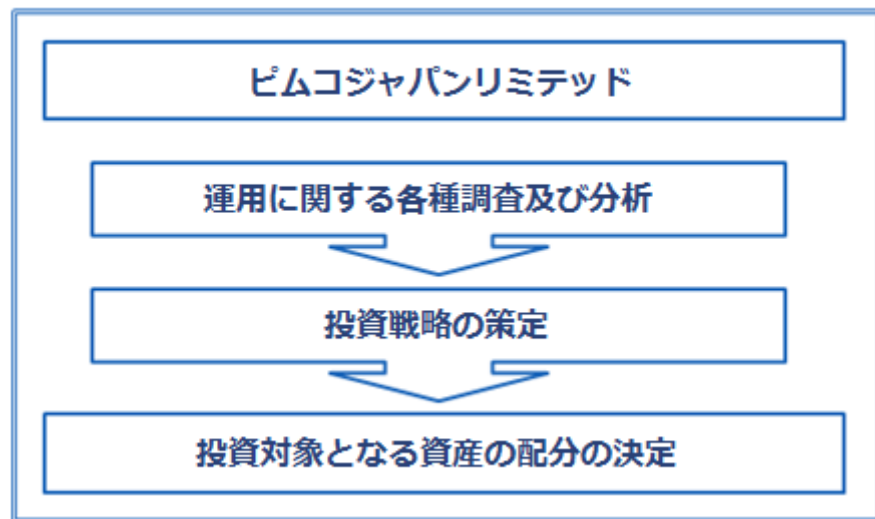 ピムコジャパンリミテッド
運用に関する各種調査及び分析
投資戦略の策定
投資対象となる資産の配分の決定